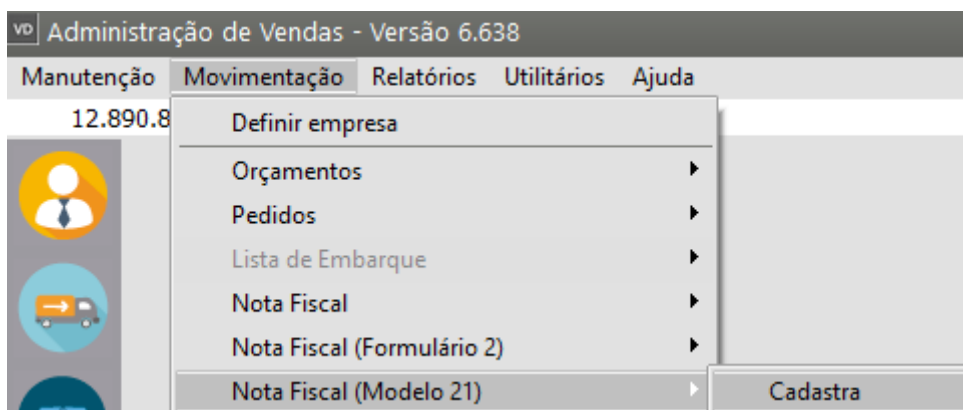 VD Administração de Vendas - Versão 6.638
Manutenção Movimentação Relatórios Utilitários Ajuda
12.890.8
Definir empresa
Orçamentos
Pedidos
Lista de Embarque
Nota Fiscal
Nota Fiscal (Formulário 2)
Nota Fiscal (Modelo 21) Cadastra